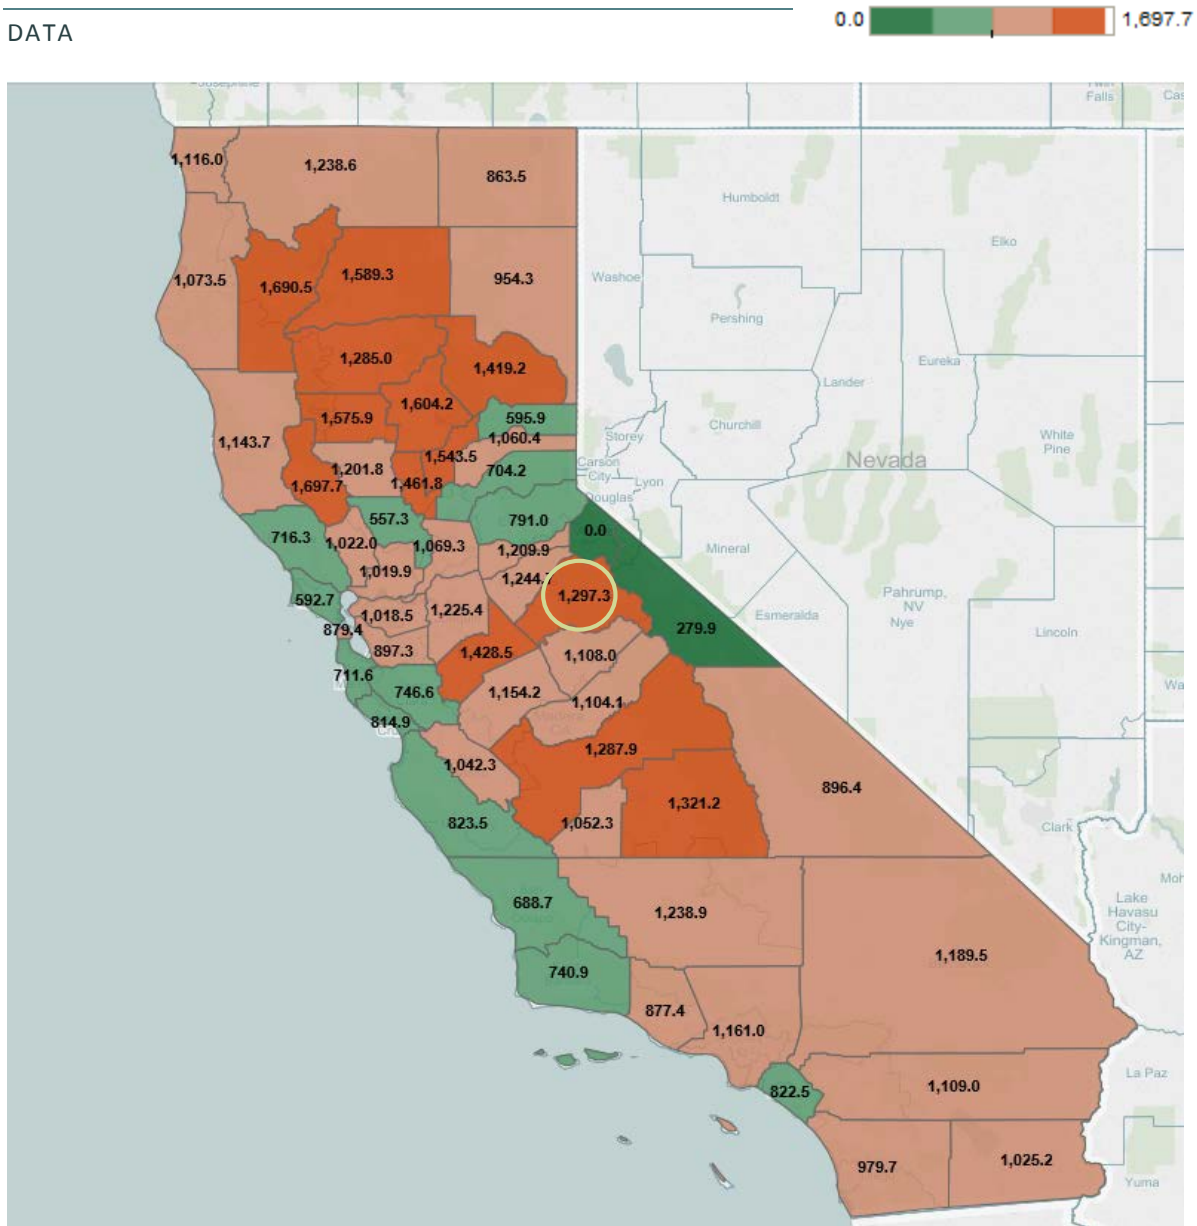 0.0 1,697.7
DATA
Josephine
Twin Falls
Cas
1,116.0
1,238.6
863.5
Humboldt
Elko
1,073.5
1,690.5
1,589.3
954.3
Washoe
Pershing
1,285.0
1,419.2
Eureka
Lander
1,575.9
1,604.2
595.9
Churchill
1,143.7
1,060.4
Storey
White Pine
1,201.8
1,543.5
704.2
Carson City
Nevada
1,697.7
1,461.8
Lyon
Douglas
716.3
557.3
791.0
0.0
1,022.0
1,069.3
1,209.9
Mineral
1,019.9
1,244.
1,297.3
592.7
1,018.5
1,225.4
Esmeralda
Pahrump, NV
Nye
879.4
279.9
Lincoln
897.3
1,428.5
1,108.0
711.6
746.6
1,154.2
1,104.1
Wa
814.9
1,042.3
1,287.9
896.4
823.5
1,052.3
1,321.2
Clark
Moh
688.7
1,238.9
Lake
Havasu
City-
Kingman,
AZ
740.9
1,189.5
877.4
1,161.0
822.5
1,109.0
La Paz
979.7
1,025.2
Yuma